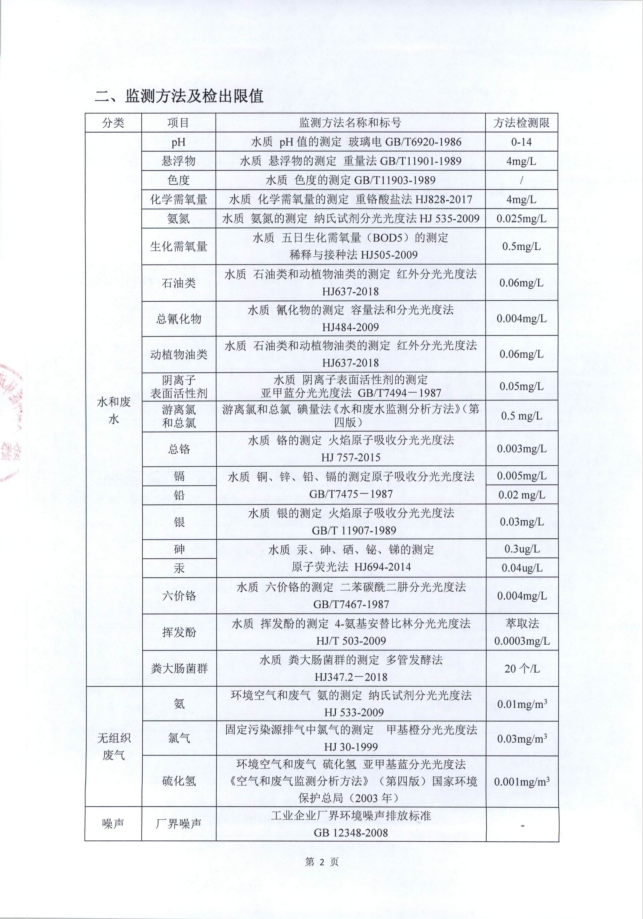 二、监测方法及检出限值
分类 项目 监测方法名称和标号 方法检测限
pH 水质 pH 值的测定 玻璃电 GB/T6920-1986 0-14
悬浮物 水质 悬浮物的测定 重量法 GB/T11901-1989 4mg/L
色度 水质 色度的测定 GB/T11903-1989 /
化学需氧量 水质 化学需氧量的测定 重铬酸盐法 HJ828-2017 4mg/L
氨氮 水质 氨氮的测定 纳氏试剂分光光度法 HJ 535-2009 0.025mg/L
生化需氧量 水质 五日生化需氧量（BOD5）的测定
稀释与接种法 HJ505-2009 0.5mg/L
石油类 水质 石油类和动植物油类的测定 红外分光光度法
HJ637-2018 0.06mg/L
总氰化物 水质 氰化物的测定 容量法和分光光度法
HJ484-2009 0.004mg/L
动植物油类 水质 石油类和动植物油类的测定 红外分光光度法
HJ637-2018 0.06mg/L
阴离子 水质 阴离子表面活性剂的测定
表面活性剂 亚甲蓝分光光度法 GB/T7494－1987 0.05mg/L
水和废
水
游离氯 游离氯和总氯 碘量法《水和废水监测分析方法》（第
和总氯 四版） 0.5 mg/L
总铬 水质 铬的测定 火焰原子吸收分光光度法
HJ 757-2015 0.003mg/L
镉 水质 铜、锌、铅、镉的测定原子吸收分光光度法 0.005mg/L
铅 GB/T7475－1987 0.02 mg/L
银 水质 银的测定 火焰原子吸收分光光度法
GB/T 11907-1989 0.03mg/L
砷 水质 汞、砷、硒、铋、锑的测定 0.3ug/L
汞 原子荧光法 HJ694-2014 0.04ug/L
六价铬 水质 六价铬的测定 二苯碳酰二肼分光光度法
GB/T7467-1987 0.004mg/L
挥发酚 水质 挥发酚的测定 4-氨基安替比林分光光度法 萃取法
HJ/T 503-2009 0.0003mg/L
粪大肠菌群 水质 粪大肠菌群的测定 多管发酵法
HJ347.2－2018 20 个/L
无组织
废气
氨 环境空气和废气 氨的测定 纳氏试剂分光光度法
HJ 533-2009 0.01mg/m³
氯气 固定污染源排气中氯气的测定 甲基橙分光光度法
HJ 30-1999 0.03mg/m³
硫化氢 环境空气和废气 硫化氢 亚甲基蓝分光光度法
《空气和废气监测分析方法》（第四版）国家环境
保护总局（2003 年） 0.001mg/m³
噪声 厂界噪声 工业企业厂界环境噪声排放标准
GB 12348-2008 -
第 2 页